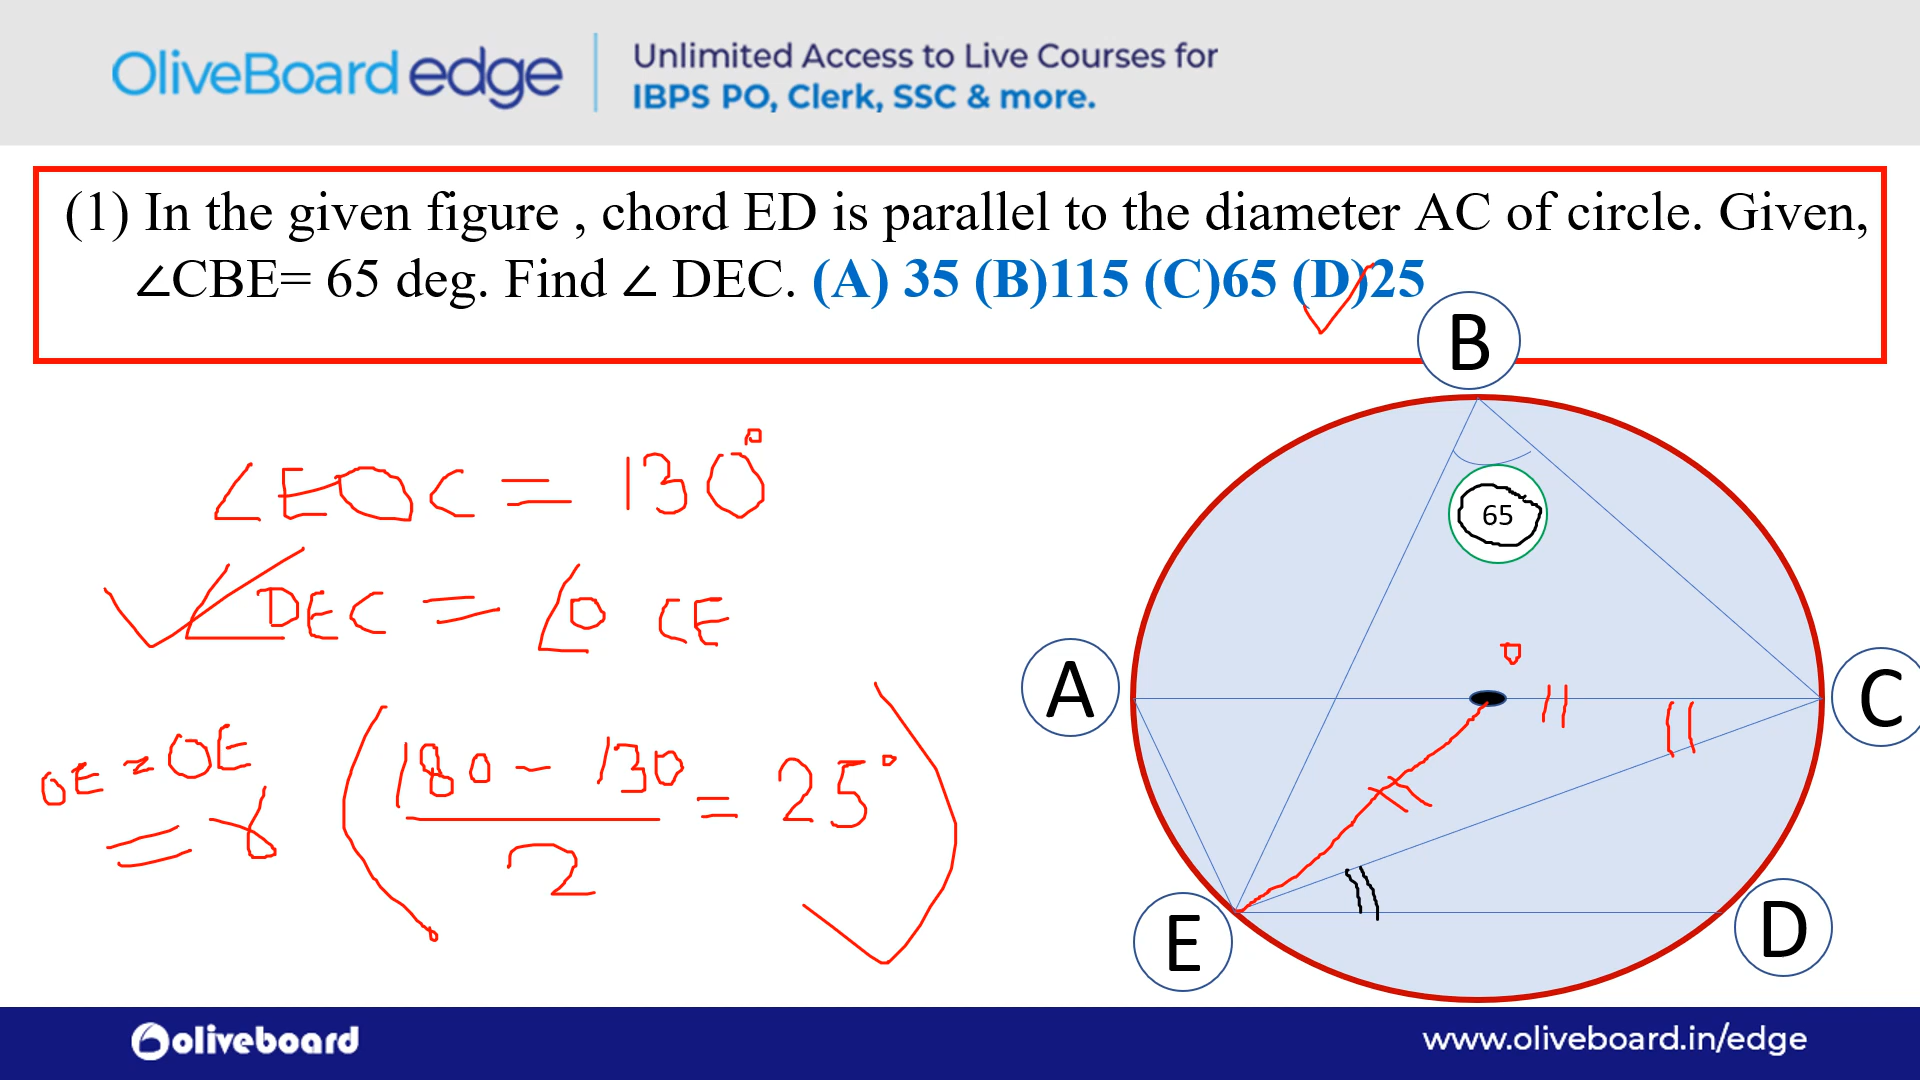 OliveBoard edge
Unlimited Access to Live Courses for
IBPS PO, Clerk, SSC & more.
(1) In the given figure , chord ED is parallel to the diameter AC of circle. Given,
∠CBE= 65 deg. Find ∠ DEC. (A) 35 (B)115 (C)65 (D)25
B
∠EOC = 130°
65
∠DEC = ∠OCE
O
A
C
OE = OE
= r
(180 - 130
= 25°)
2
E
D
oliveboard
www.oliveboard.in/edge